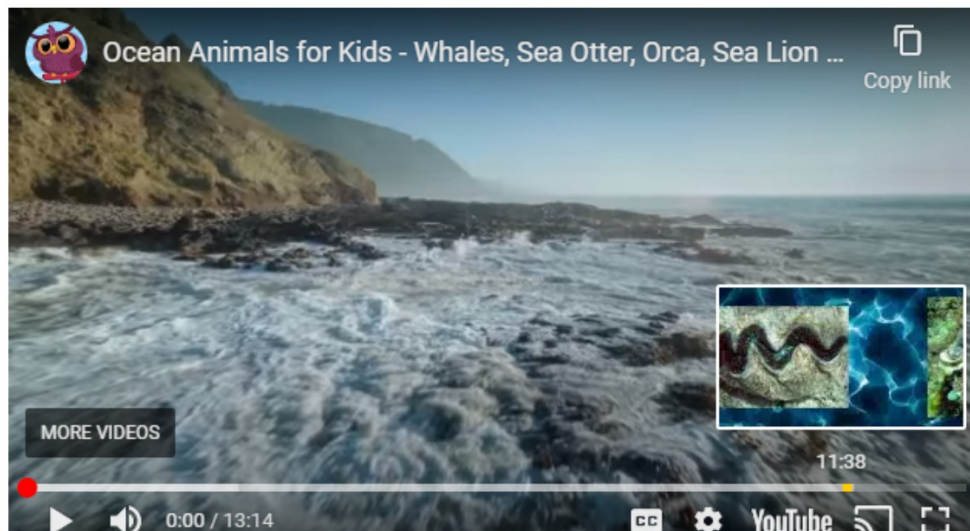 Ocean Animals for Kids - Whales, Sea Otter, Orca, Sea Lion ...
Copy link
MORE VIDEOS
11:38
0:00 / 13:14
CC
YouTube